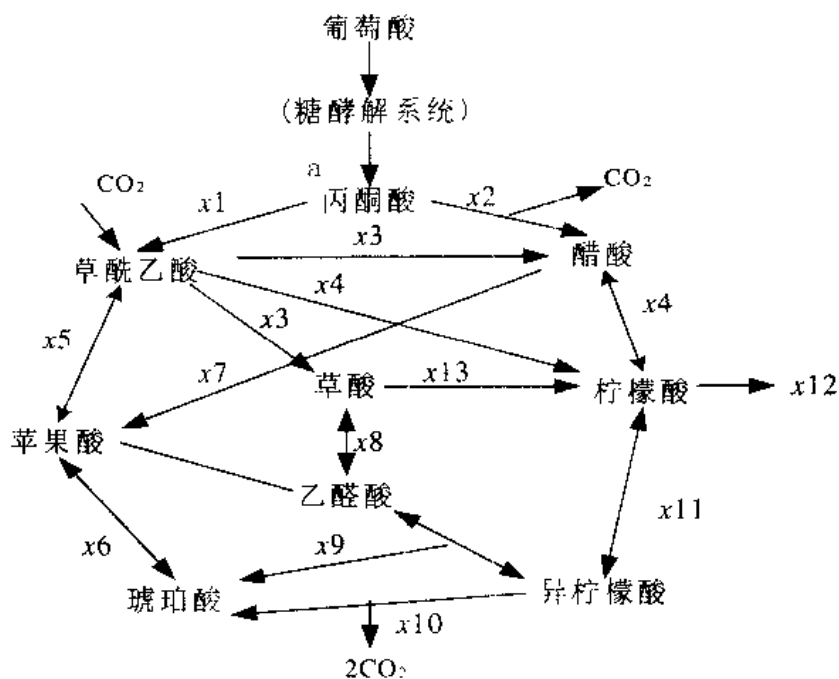 葡萄酸
(糖酵解系统)
a
丙酮酸
CO₂
x1
x2
CO₂
草酰乙酸
x3
醋酸
x4
x3
x4
x5
x7
草酸
x13
柠檬酸
x12
苹果酸
x8
乙醛酸
x11
x6
x9
琥珀酸
异柠檬酸
x10
2CO₂